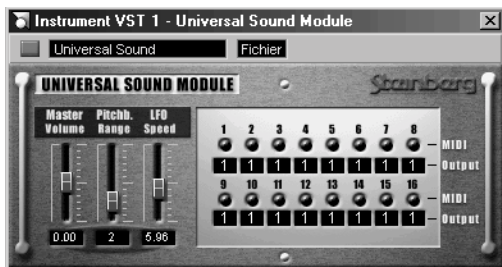 Instrument VST 1 - Universal Sound Module
Universal Sound Fichier
UNIVERSAL SOUND MODULE
Steinberg
Master Volume Pitchb. Range LFO Speed
1 2 3 4 5 6 7 8
MIDI
1 1 1 1 1 1 1 1 Output
9 10 11 12 13 14 15 16
MIDI
1 1 1 1 1 1 1 1 Output
0.00 2 5.96